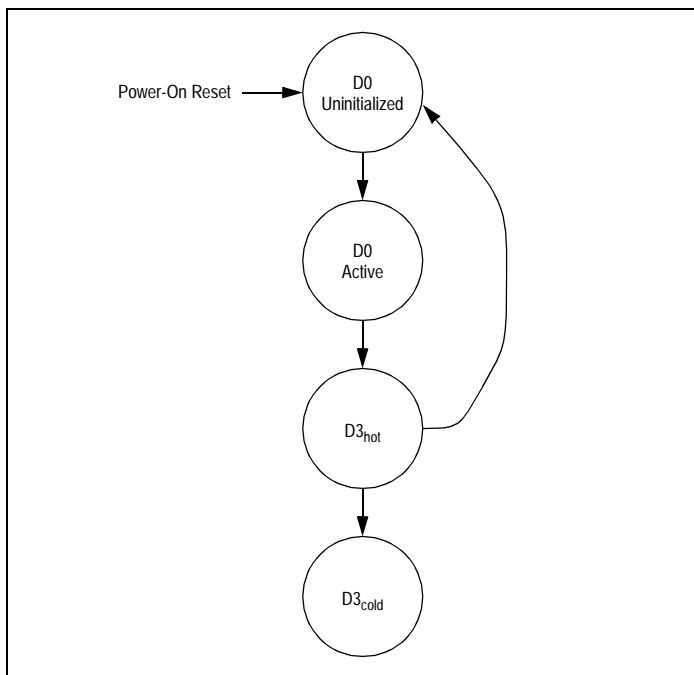 Power-On Reset
D0
Uninitialized
D0
Active
D3hot
D3cold